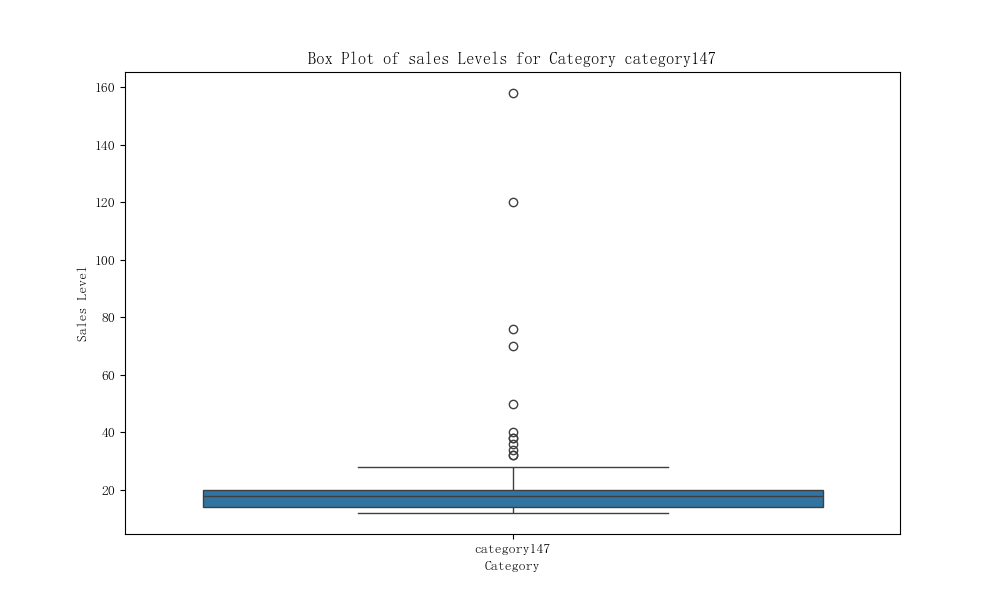 Box Plot of sales Levels for Category category147
160
140
120
100
80
60
40
20
Sales Level
category147
Category